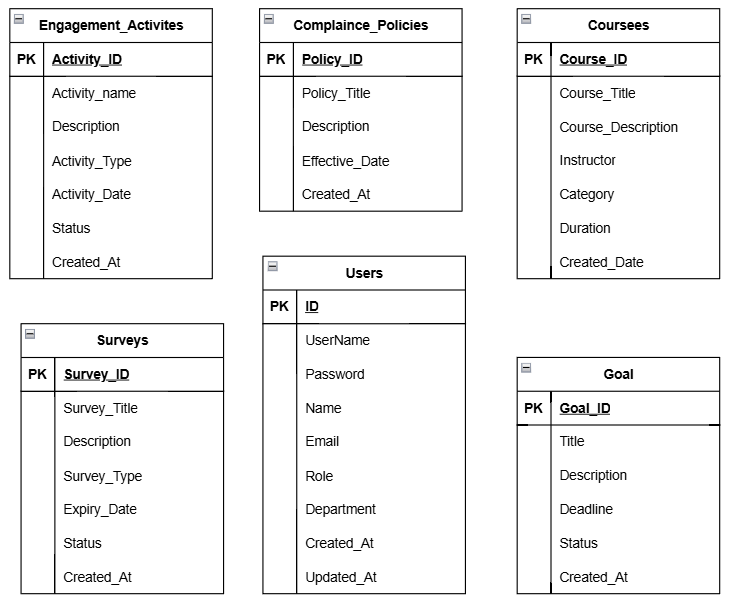 Engagement_Activites
PK Activity_ID
Activity_name
Description
Activity_Type
Activity_Date
Status
Created_At
Complaince_Policies
PK Policy_ID
Policy_Title
Description
Effective_Date
Created_At
Coursees
PK Course_ID
Course_Title
Course_Description
Instructor
Category
Duration
Created_Date
Surveys
PK Survey_ID
Survey_Title
Description
Survey_Type
Expiry_Date
Status
Created_At
Users
PK ID
UserName
Password
Name
Email
Role
Department
Created_At
Updated_At
Goal
PK Goal_ID
Title
Description
Deadline
Status
Created_At